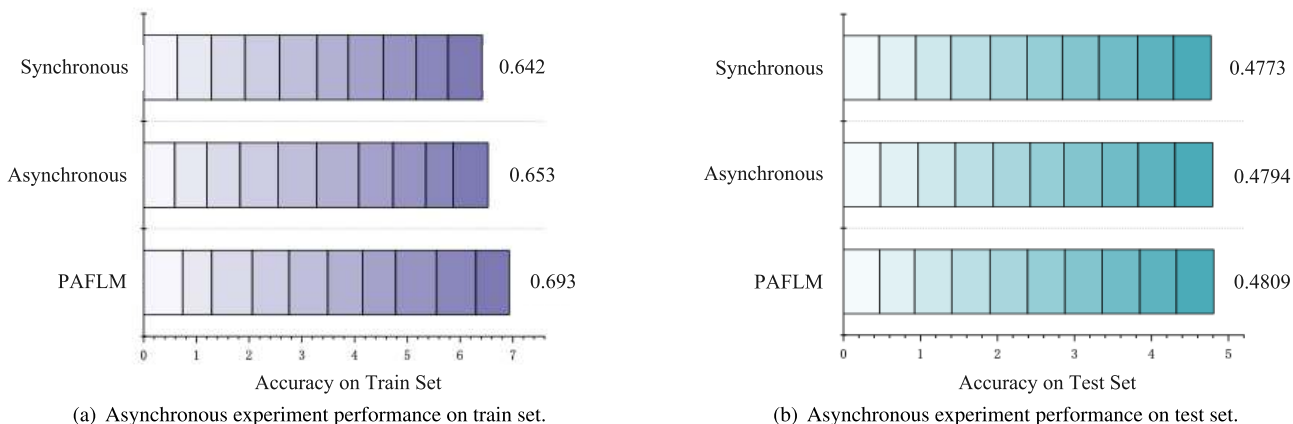 Synchronous
0.642
Asynchronous
0.653
PAFLM
0.693
0 1 2 3 4 5 6 7
Accuracy on Train Set
(a) Asynchronous experiment performance on train set.
Synchronous
0.4773
Asynchronous
0.4794
PAFLM
0.4809
0 1 2 3 4 5
Accuracy on Test Set
(b) Asynchronous experiment performance on test set.